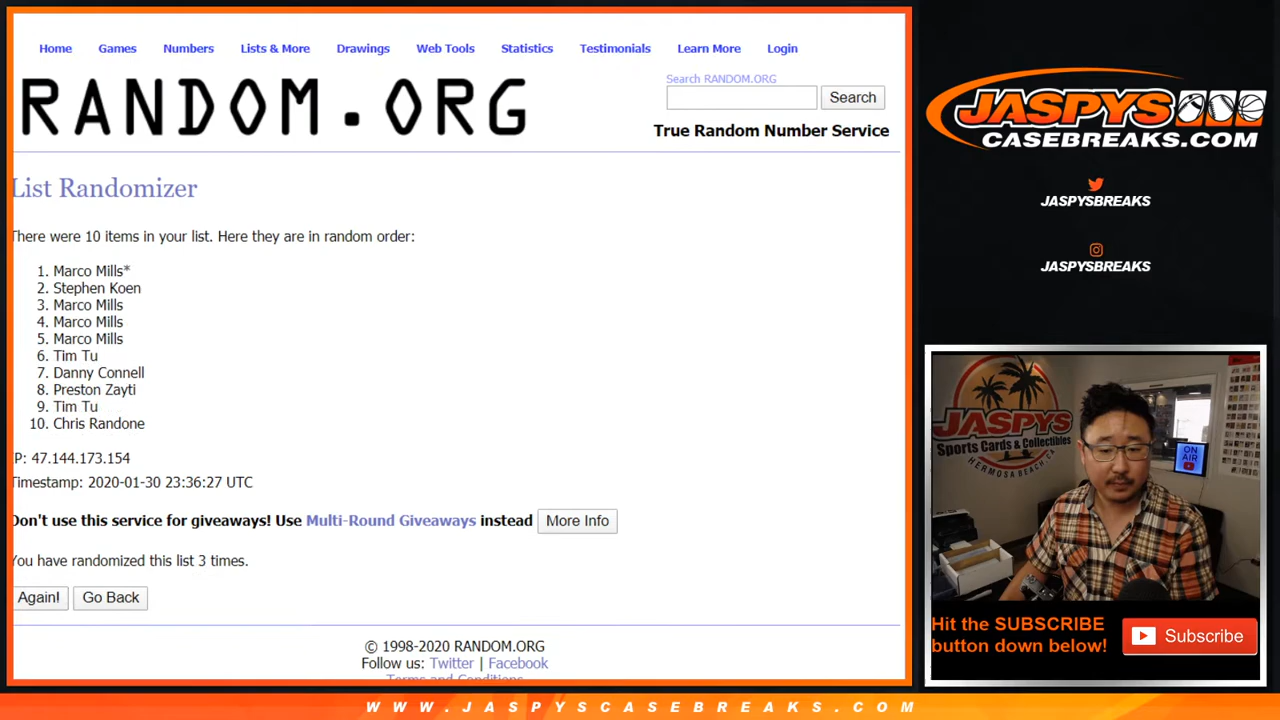 Home Games Numbers Lists & More Drawings Web Tools Statistics Testimonials Learn More Login
RANDOM.ORG
Search RANDOM.ORG
Search
True Random Number Service
List Randomizer
There were 10 items in your list. Here they are in random order:
1. Marco Mills*
2. Stephen Koen
3. Marco Mills
4. Marco Mills
5. Marco Mills
6. Tim Tu
7. Danny Connell
8. Preston Zayti
9. Tim Tu
10. Chris Randone
IP: 47.144.173.154
Timestamp: 2020-01-30 23:36:27 UTC
Don't use this service for giveaways! Use Multi-Round Giveaways instead More Info
You have randomized this list 3 times.
Again! Go Back
© 1998-2020 RANDOM.ORG
Follow us: Twitter | Facebook
Terms and Conditions
JASPYS
CASEBREAKS.COM
JASPYSBREAKS
JASPYSBREAKS
JASPYS
Sports Cards & Collectibles
HERMOSA BEACH, CA
ON
AIR
Hit the SUBSCRIBE
button down below!
Subscribe
WWW.JASPYSCASEBREAKS.COM